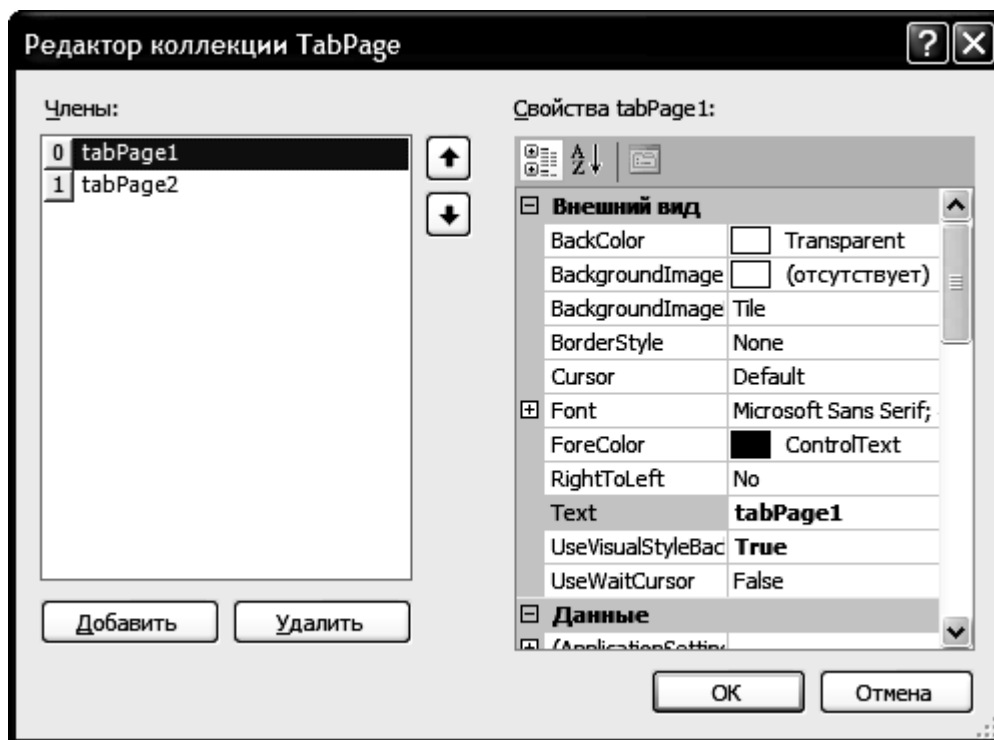 Редактор коллекции TabPage
Члены:
0 tabPage1
1 tabPage2
Добавить
Удалить
Свойства tabPage1:
Внешний вид
BackColor Transparent
BackgroundImage (отсутствует)
BackgroundImage Tile
BorderStyle None
Cursor Default
Font Microsoft Sans Serif;
ForeColor ControlText
RightToLeft No
Text tabPage1
UseVisualStyleBac True
UseWaitCursor False
Данные
(ApplicationSetting
ОК
Отмена